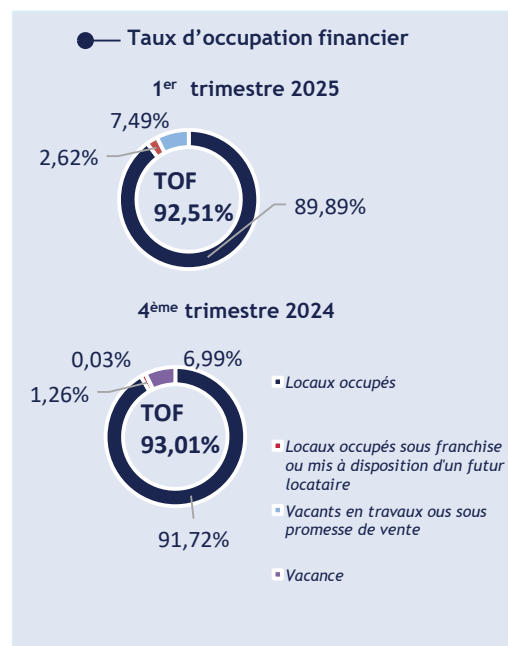 Taux d’occupation financier
1er trimestre 2025
7,49%
2,62%
TOF
92,51%
89,89%
4ème trimestre 2024
0,03%
6,99%
1,26%
TOF
93,01%
91,72%
Locaux occupés
Locaux occupés sous franchise
ou mis à disposition d'un futur
locataire
Vacants en travaux ous sous
promesse de vente
Vacance